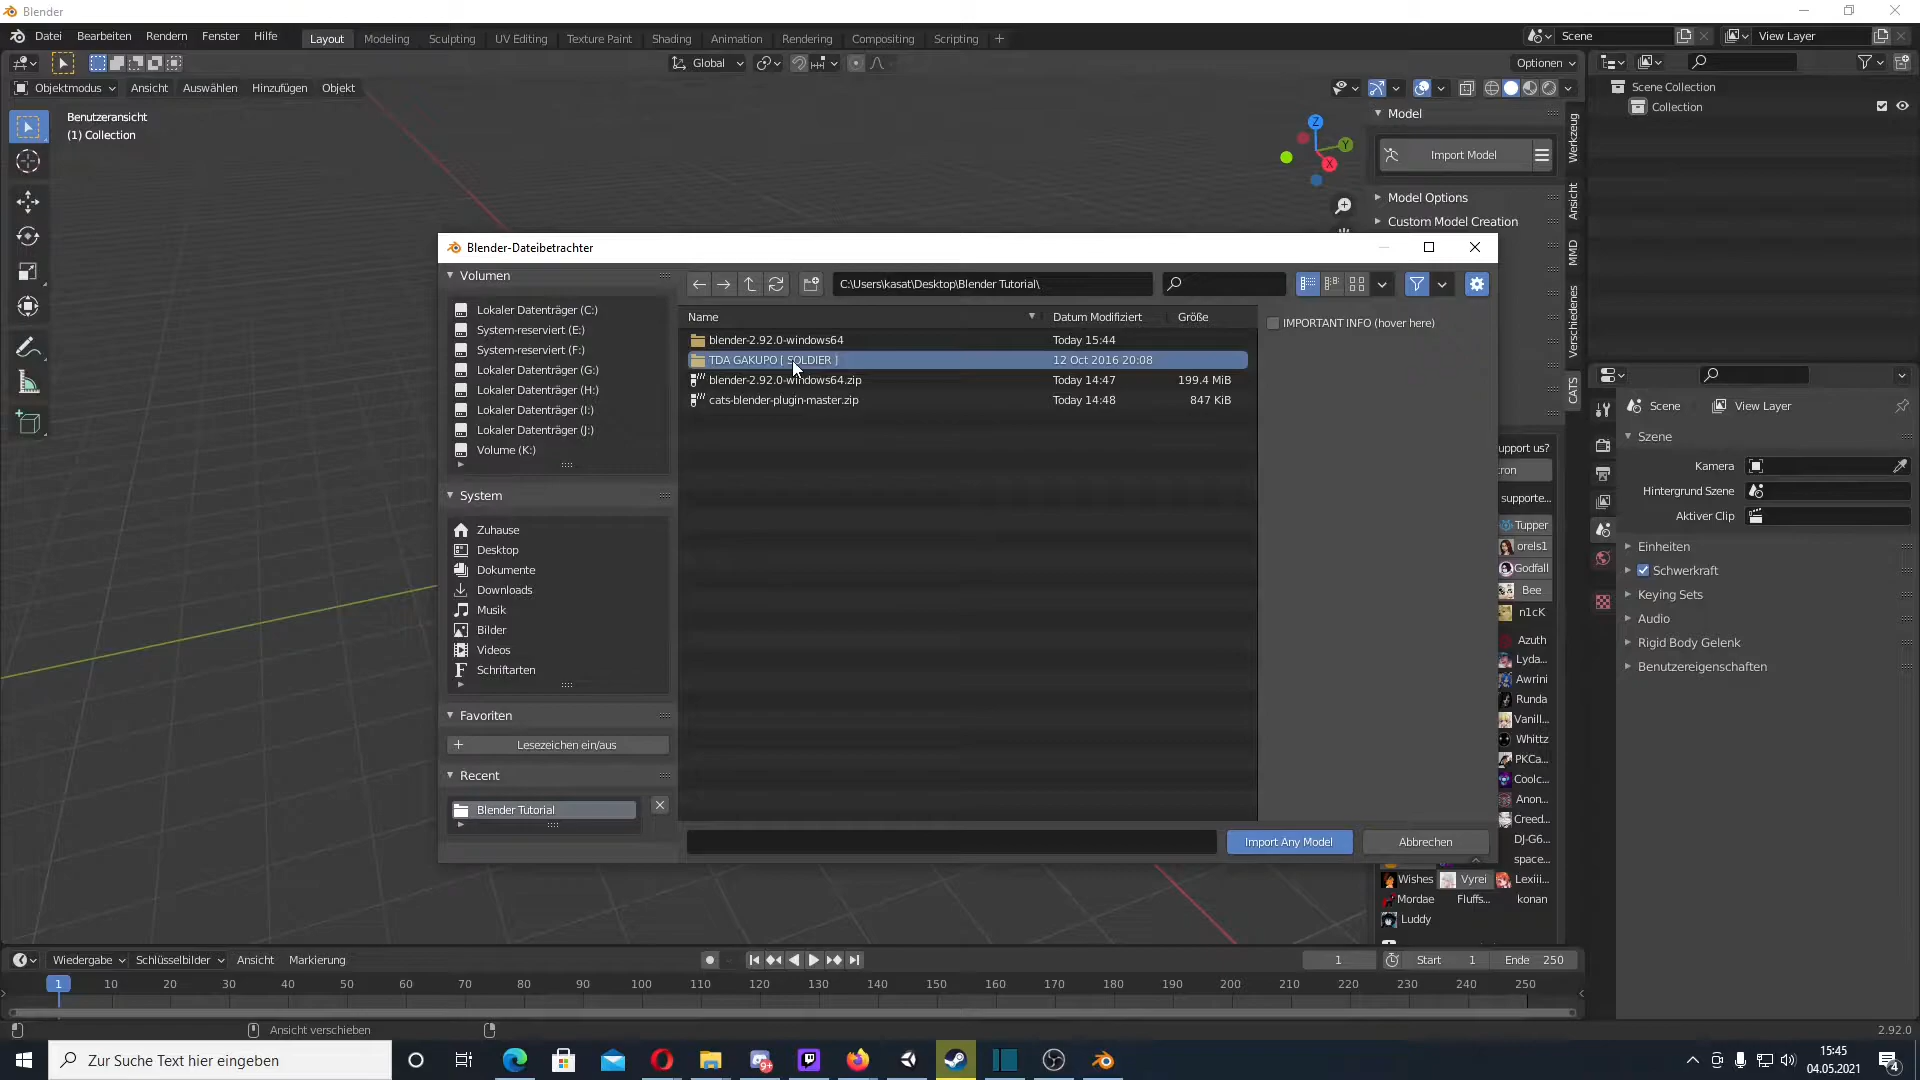 Blender
Datei Bearbeiten Rendern Fenster Hilfe Layout Modeling Sculpting UV Editing Texture Paint Shading Animation Rendering Compositing Scripting + Scene View Layer
Global Optionen
Objektmodus Ansicht Auswählen Hinzufügen Objekt
Benutzeransicht
(1) Collection
Z
Y
X
Model
Import Model
Model Options
Custom Model Creation
Werkzeug
Ansicht
MMD
Verschiedenes
CATS
Scene Collection
Collection
Blender-Dateibetrachter
Volumen
Lokaler Datenträger (C:)
System-reserviert (E:)
System-reserviert (F:)
Lokaler Datenträger (G:)
Lokaler Datenträger (H:)
Lokaler Datenträger (I:)
Lokaler Datenträger (J:)
Volume (K:)
System
Zuhause
Desktop
Dokumente
Downloads
Musik
Bilder
Videos
Schriftarten
Favoriten
Lesezeichen ein/aus
Recent
Blender Tutorial
C:\Users\kasat\Desktop\Blender Tutorial\
Name Datum Modifiziert Größe
blender-2.92.0-windows64 Today 15:44
TDA GAKUPO [ SOLDIER ] 12 Oct 2016 20:08
blender-2.92.0-windows64.zip Today 14:47 199.4 MiB
cats-blender-plugin-master.zip Today 14:48 847 KiB
IMPORTANT INFO (hover here)
Import Any Model Abbrechen
upport us?
tron
supporte...
Tupper
orels1
Godfall
Bee
n1cK
Azuth
Lyda...
Awrini
Runda
Vanill...
Whittz
PKCa...
Coolc...
Anon...
Creed...
DJ-G6...
space...
Wishes Vyrei Lexiii...
Mordae Fluffs... konan
Luddy
Scene View Layer
Szene
Kamera
Hintergrund Szene
Aktiver Clip
Einheiten
Schwerkraft
Keying Sets
Audio
Rigid Body Gelenk
Benutzereigenschaften
Wiedergabe Schlüsselbilder Ansicht Markierung 1 Start 1 Ende 250
1 10 20 30 40 50 60 70 80 90 100 110 120 130 140 150 160 170 180 190 200 210 220 230 240 250
Ansicht verschieben 2.92.0
Zur Suche Text hier eingeben
9+
15:45
04.05.2021
4